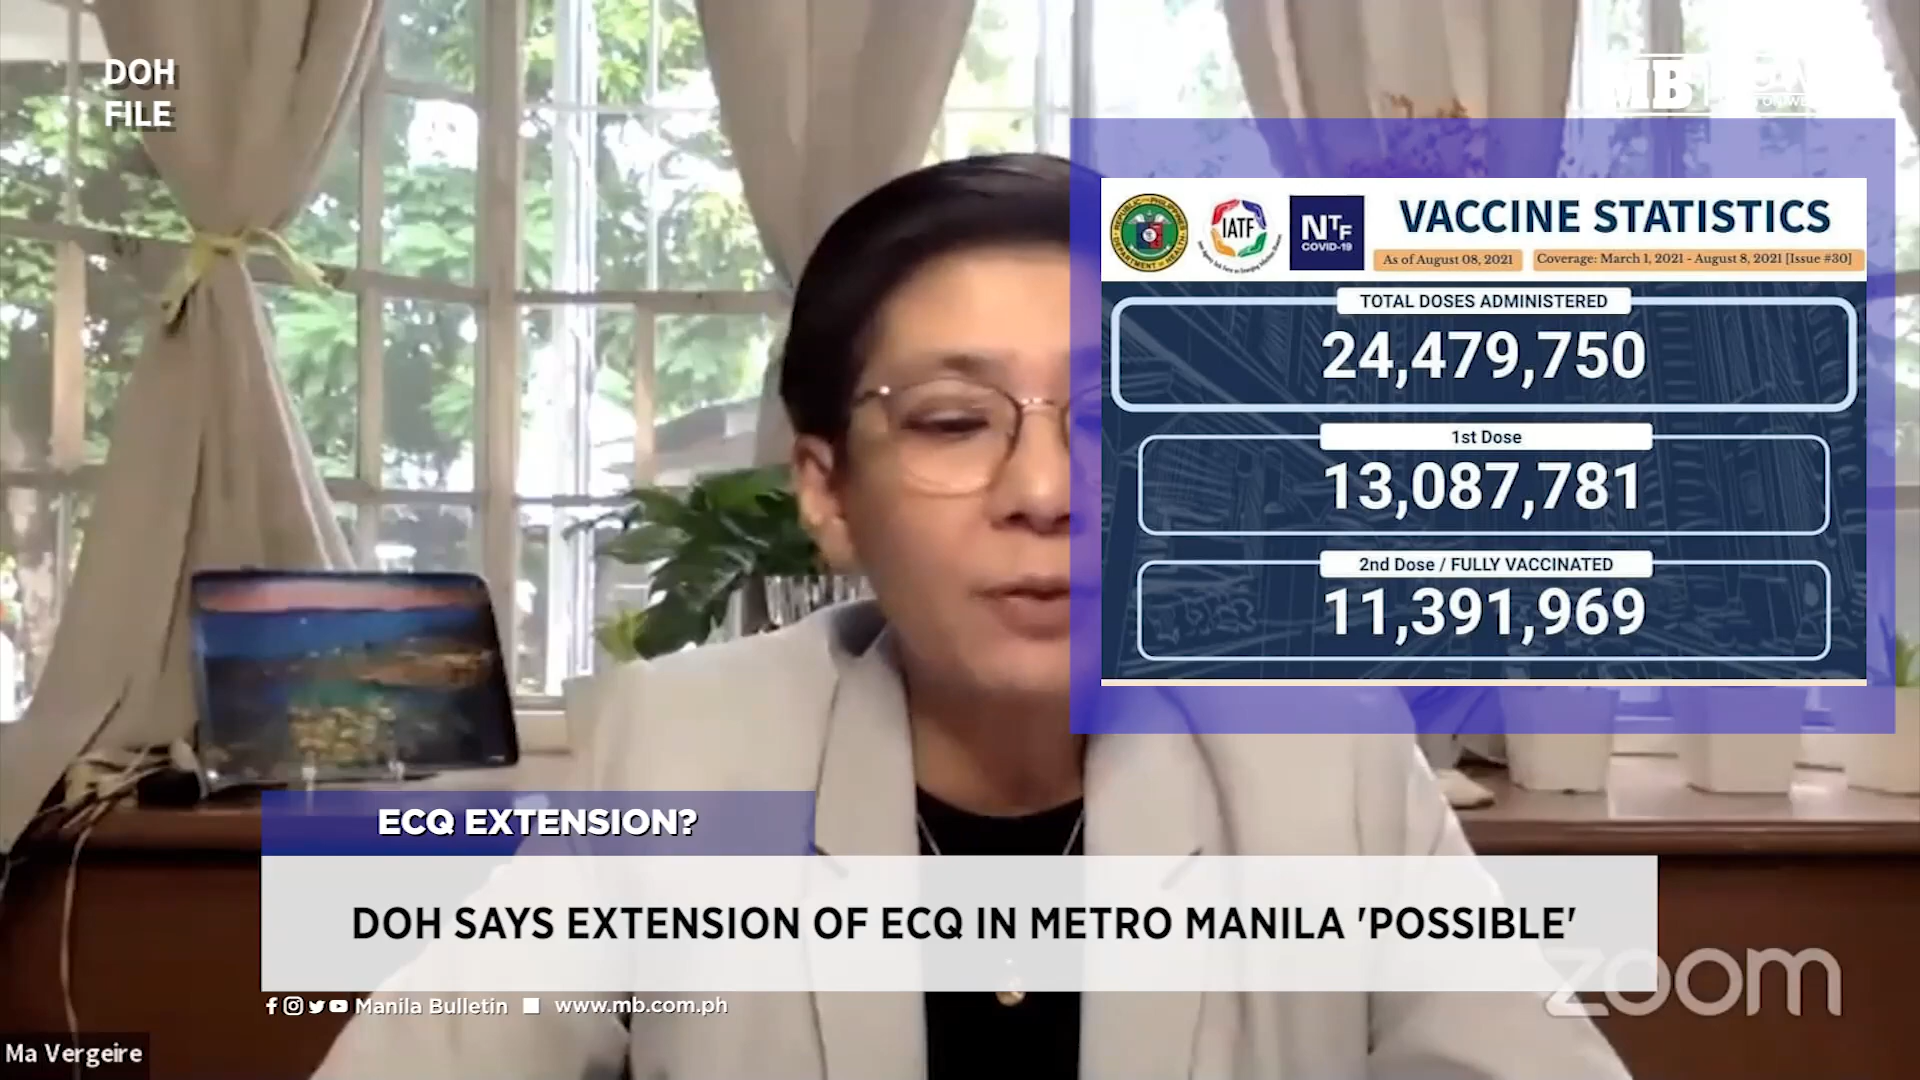 DOH
FILE
MB
IATF
NTF
COVID-19
VACCINE STATISTICS
As of August 08, 2021
Coverage: March 1, 2021 - August 8, 2021 [Issue #30]
TOTAL DOSES ADMINISTERED
24,479,750
1st Dose
13,087,781
2nd Dose / FULLY VACCINATED
11,391,969
ECQ EXTENSION?
DOH SAYS EXTENSION OF ECQ IN METRO MANILA 'POSSIBLE'
zoom
Manila Bulletin www.mb.com.ph
Ma Vergeire